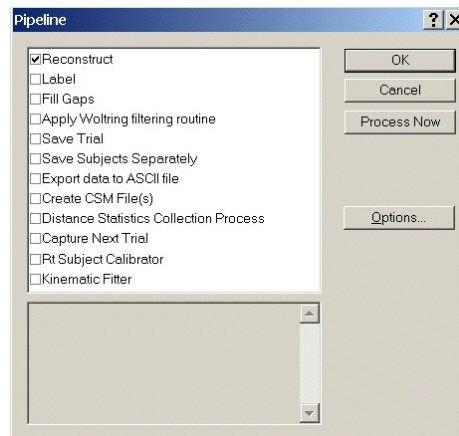 Pipeline
Reconstruct
Label
Fill Gaps
Apply Woltring filtering routine
Save Trial
Save Subjects Separately
Export data to ASCII file
Create CSM File(s)
Distance Statistics Collection Process
Capture Next Trial
Rt Subject Calibrator
Kinematic Fitter
OK
Cancel
Process Now
Options...